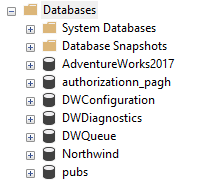 Databases
System Databases
Database Snapshots
AdventureWorks2017
authorizationn_pagh
DWConfiguration
DWDiagnostics
DWQueue
Northwind
pubs